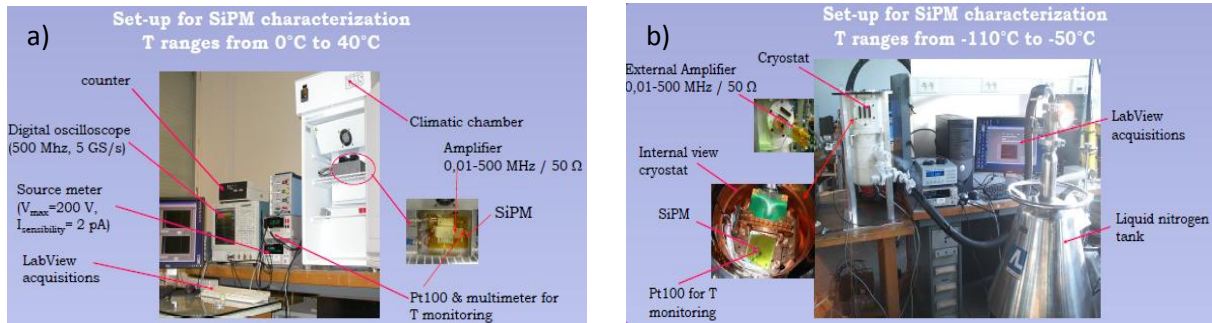 a)
Set-up for SiPM characterization
T ranges from 0°C to 40°C
counter
Digital oscilloscope
(500 Mhz, 5 GS/s)
Source meter
(Vmax=200 V,
Isensibility= 2 pA)
LabView
acquisitions
Climatic chamber
Amplifier
0,01-500 MHz / 50 Ω
SiPM
Pt100 & multimeter for
T monitoring
b)
Set-up for SiPM characterization
T ranges from -110°C to -50°C
Cryostat
External Amplifier
0,01-500 MHz / 50 Ω
Internal view
cryostat
SiPM
Pt100 for T
monitoring
LabView
acquisitions
Liquid nitrogen
tank